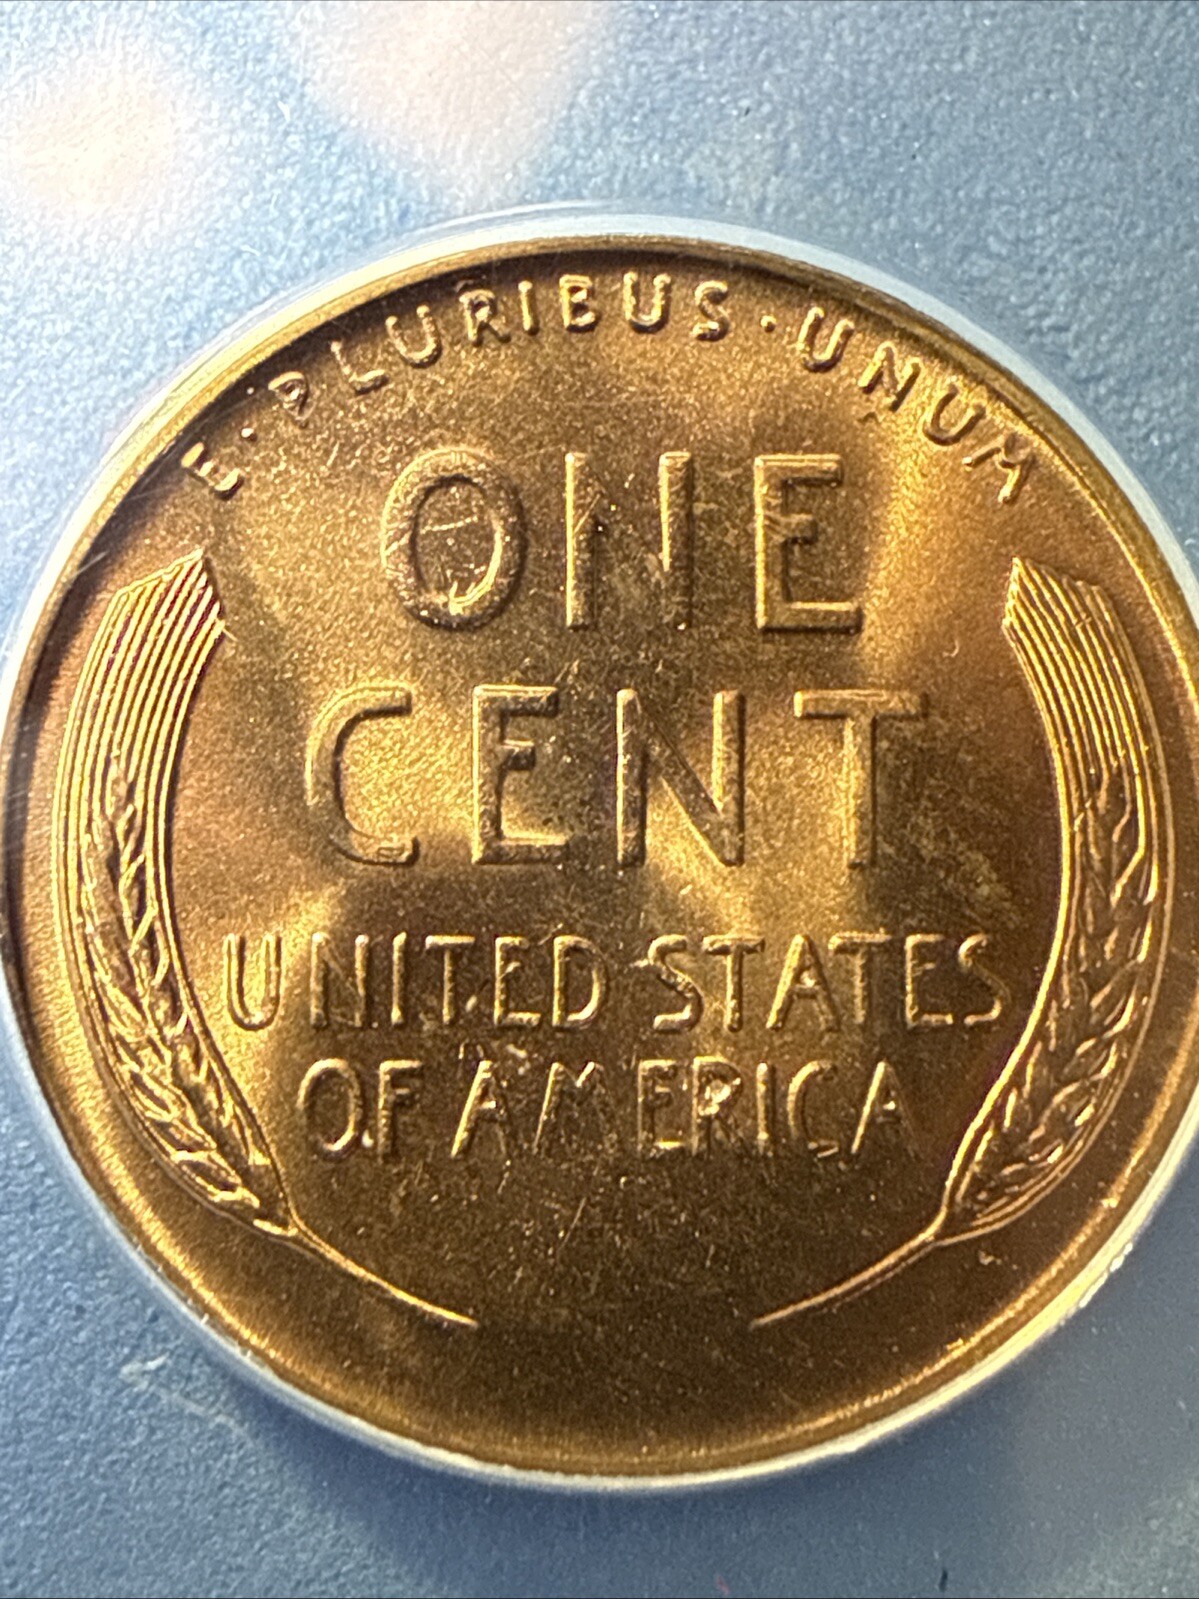 E·PLURIBUS·UNUM
ONE
CENT
UNITED STATES
OF AMERICA